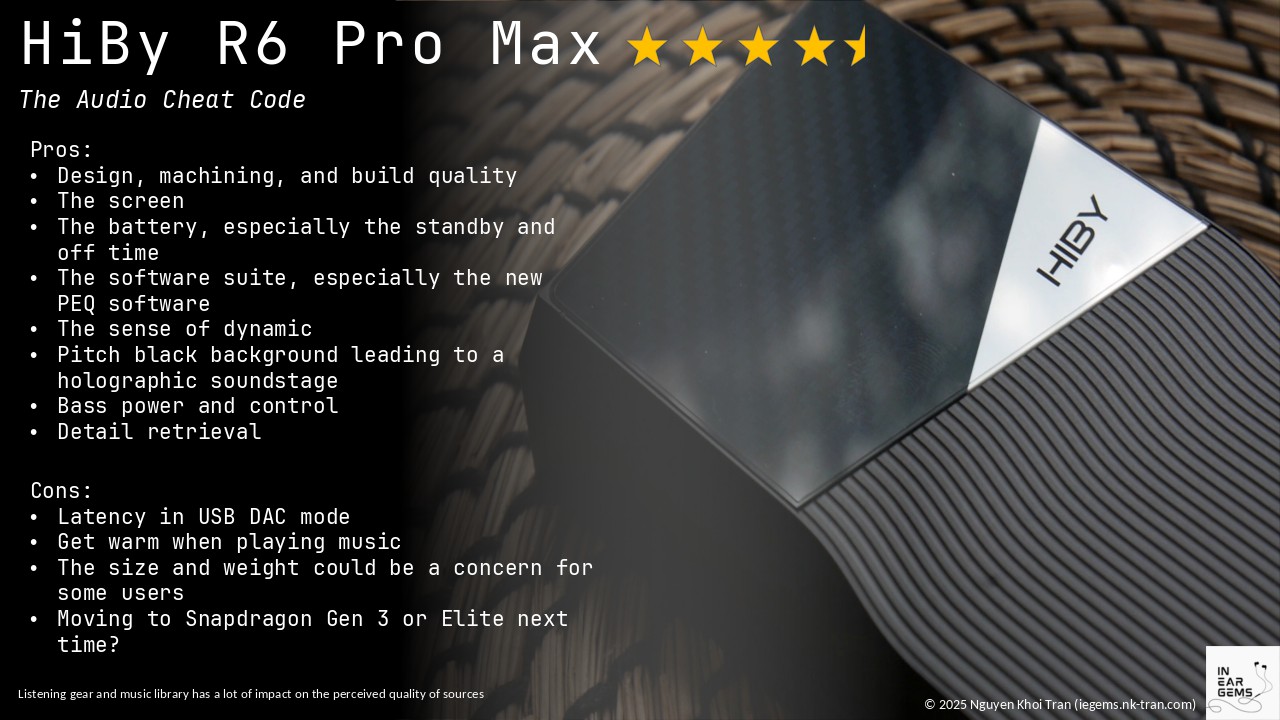 HiBy R6 Pro Max
The Audio Cheat Code
Pros:
• Design, machining, and build quality
• The screen
• The battery, especially the standby and
off time
• The software suite, especially the new
PEQ software
• The sense of dynamic
• Pitch black background leading to a
holographic soundstage
• Bass power and control
• Detail retrieval
Cons:
• Latency in USB DAC mode
• Get warm when playing music
• The size and weight could be a concern for
some users
• Moving to Snapdragon Gen 3 or Elite next
time?
Listening gear and music library has a lot of impact on the perceived quality of sources
HIBY
© 2025 Nguyen Khoi Tran (iegems.nk-tran.com)
IN
EAR
GEMS